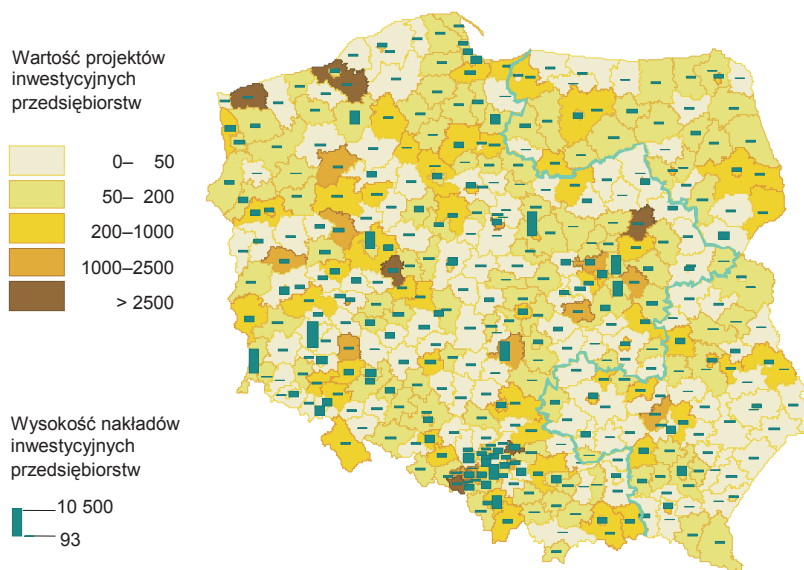 Wartość projektów
inwestycyjnych
przedsiębiorstw
0– 50
50– 200
200–1000
1000–2500
> 2500
Wysokość nakładów
inwestycyjnych
przedsiębiorstw
10 500
93